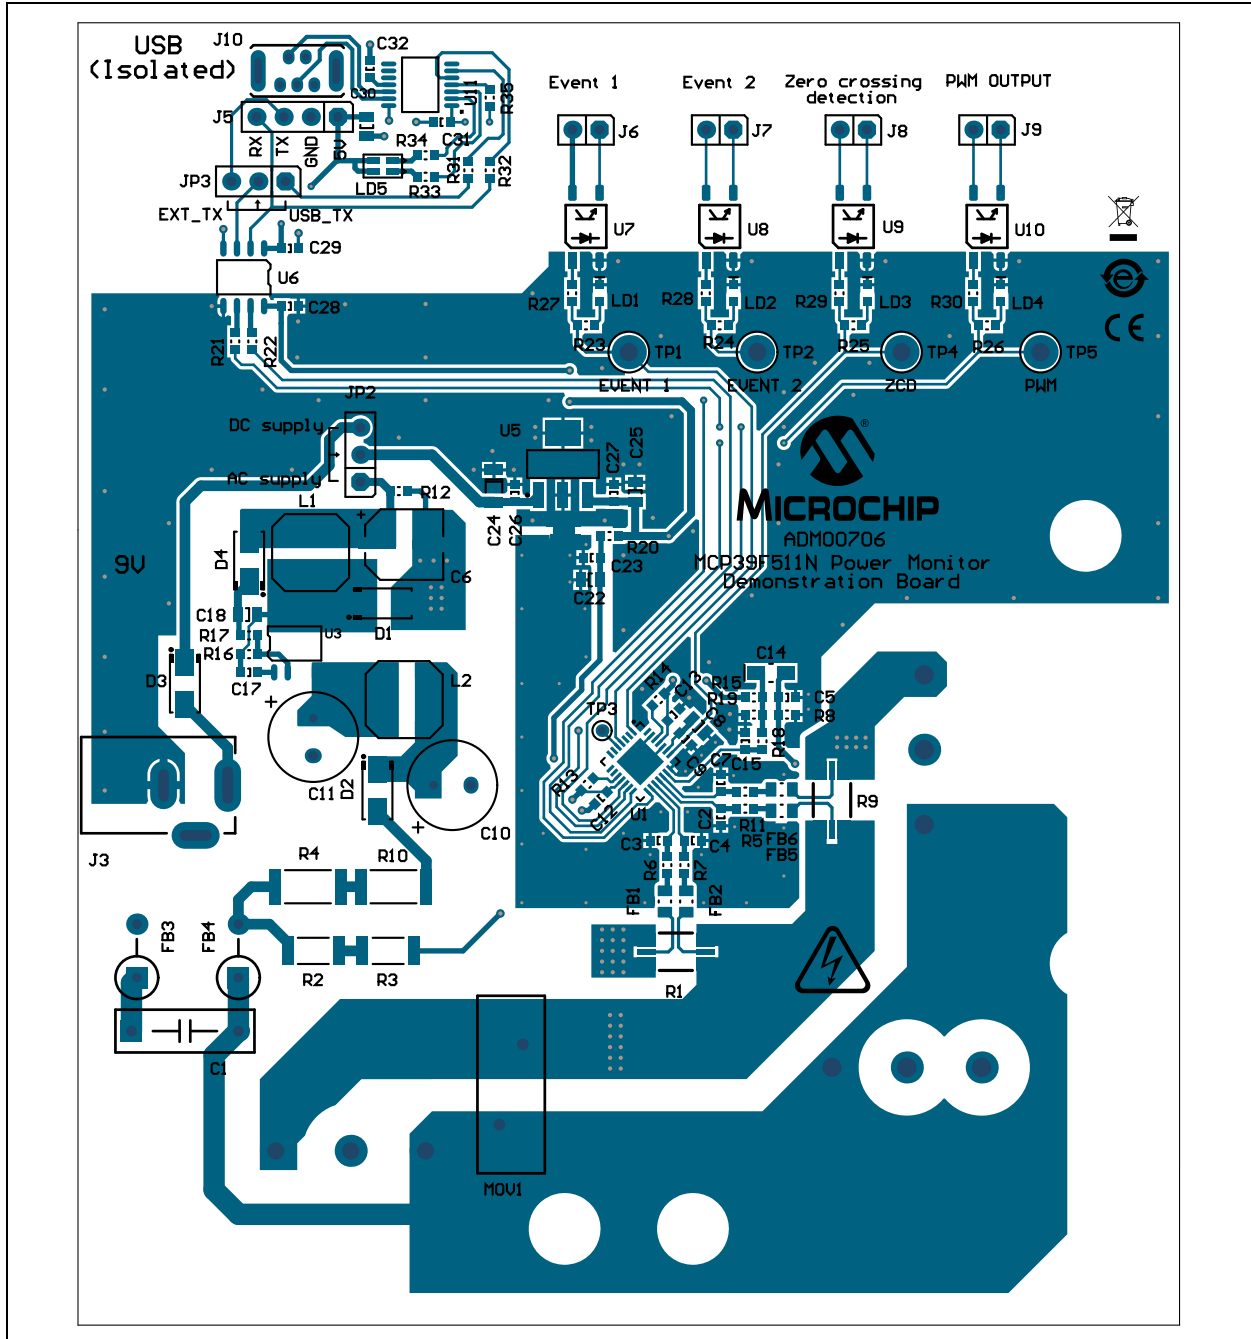 USB
(Isolated)
J10
C32
C30
U11
R35
J5
RX
TX
GND
5V
C31
R34
R33
R31
R32
LD5
JP3
EXT_TX
USB_TX
C29
U6
C28
R21
R22
Event 1
Event 2
Zero crossing
detection
PWM OUTPUT
J6
J7
J8
J9
U7
U8
U9
U10
R27
LD1
R28
LD2
R29
LD3
R30
LD4
R23
R24
R25
R26
TP1
TP2
TP4
TP5
EVENT 1
EVENT 2
ZCD
PWM
e
CE
JP2
DC supply
AC supply
U5
C27
C25
C24
C26
R12
L1
R20
C23
C22
®
MICROCHIP
ADM00706
MCP39F511N Power Monitor
Demonstration Board
9V
D4
C6
C18
D1
R17
U3
R16
C17
D3
L2
R14
C13
TP3
C8
C9
C14
R15
R19
C5
R8
R18
C15
C7
R13
C12
U1
C2
R11
R5
FB6
FB5
R9
C11
D2
C10
J3
C3
C4
R6
R7
FB1
FB2
R4
R10
FB3
FB4
R2
R3
R1
C1
MOV1